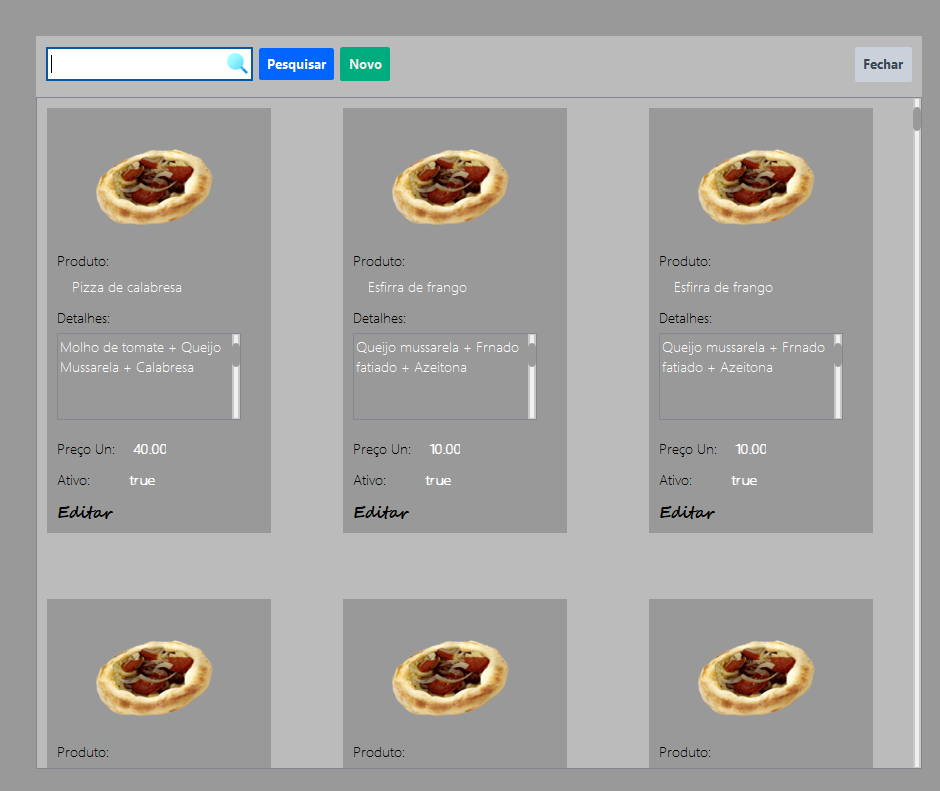 Pesquisar Novo Fechar
Produto: Produto: Produto:
Pizza de calabresa Esfirra de frango Esfirra de frango
Detalhes: Detalhes: Detalhes:
Molho de tomate + Queijo Queijo mussarela + Frnado Queijo mussarela + Frnado
Mussarela + Calabresa fatiado + Azeitona fatiado + Azeitona
Preço Un: 40.00 Preço Un: 10.00 Preço Un: 10.00
Ativo: true Ativo: true Ativo: true
Editar Editar Editar
Produto: Produto: Produto: